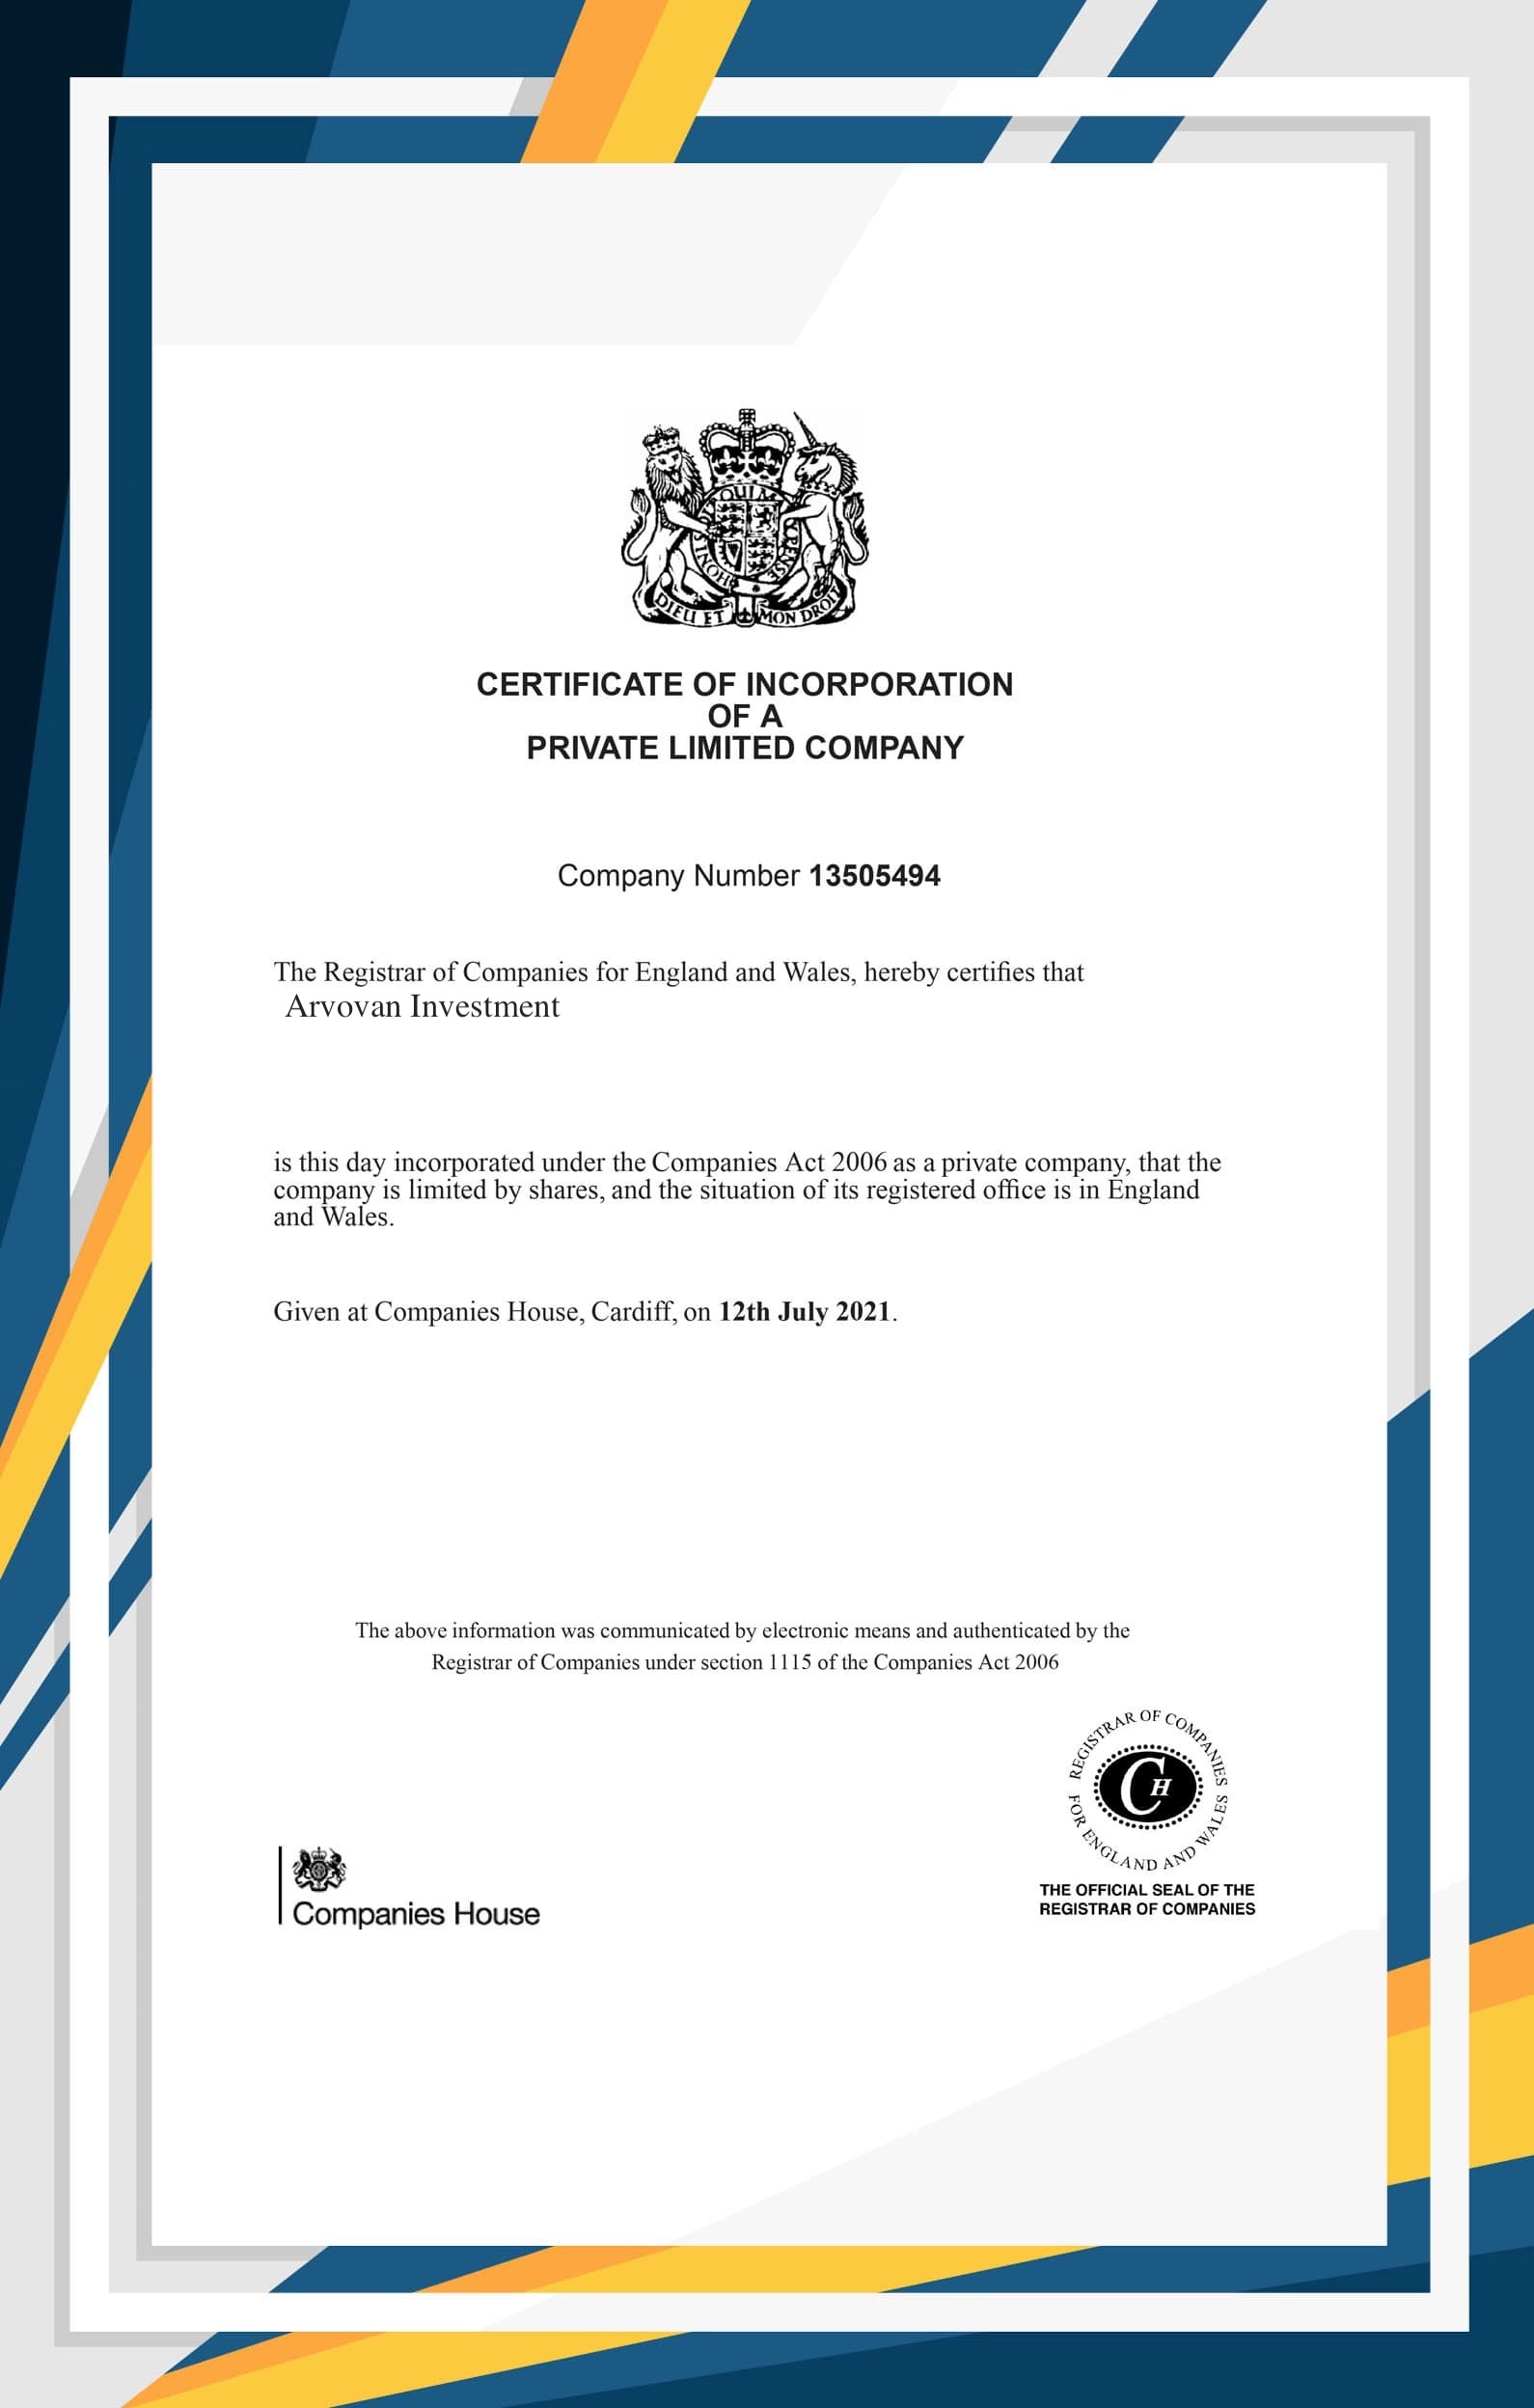 QUI M
HONI S
PENSE
DIEU ET MON DROIT
CERTIFICATE OF INCORPORATION
OF A
PRIVATE LIMITED COMPANY
Company Number 13505494
The Registrar of Companies for England and Wales, hereby certifies that
Arvovan Investment
is this day incorporated under the Companies Act 2006 as a private company, that the
company is limited by shares, and the situation of its registered office is in England
and Wales.
Given at Companies House, Cardiff, on 12th July 2021.
The above information was communicated by electronic means and authenticated by the
Registrar of Companies under section 1115 of the Companies Act 2006
REGISTRAR OF COMPANIES
FOR ENGLAND AND WALES
CH
THE OFFICIAL SEAL OF THE
REGISTRAR OF COMPANIES
Companies House